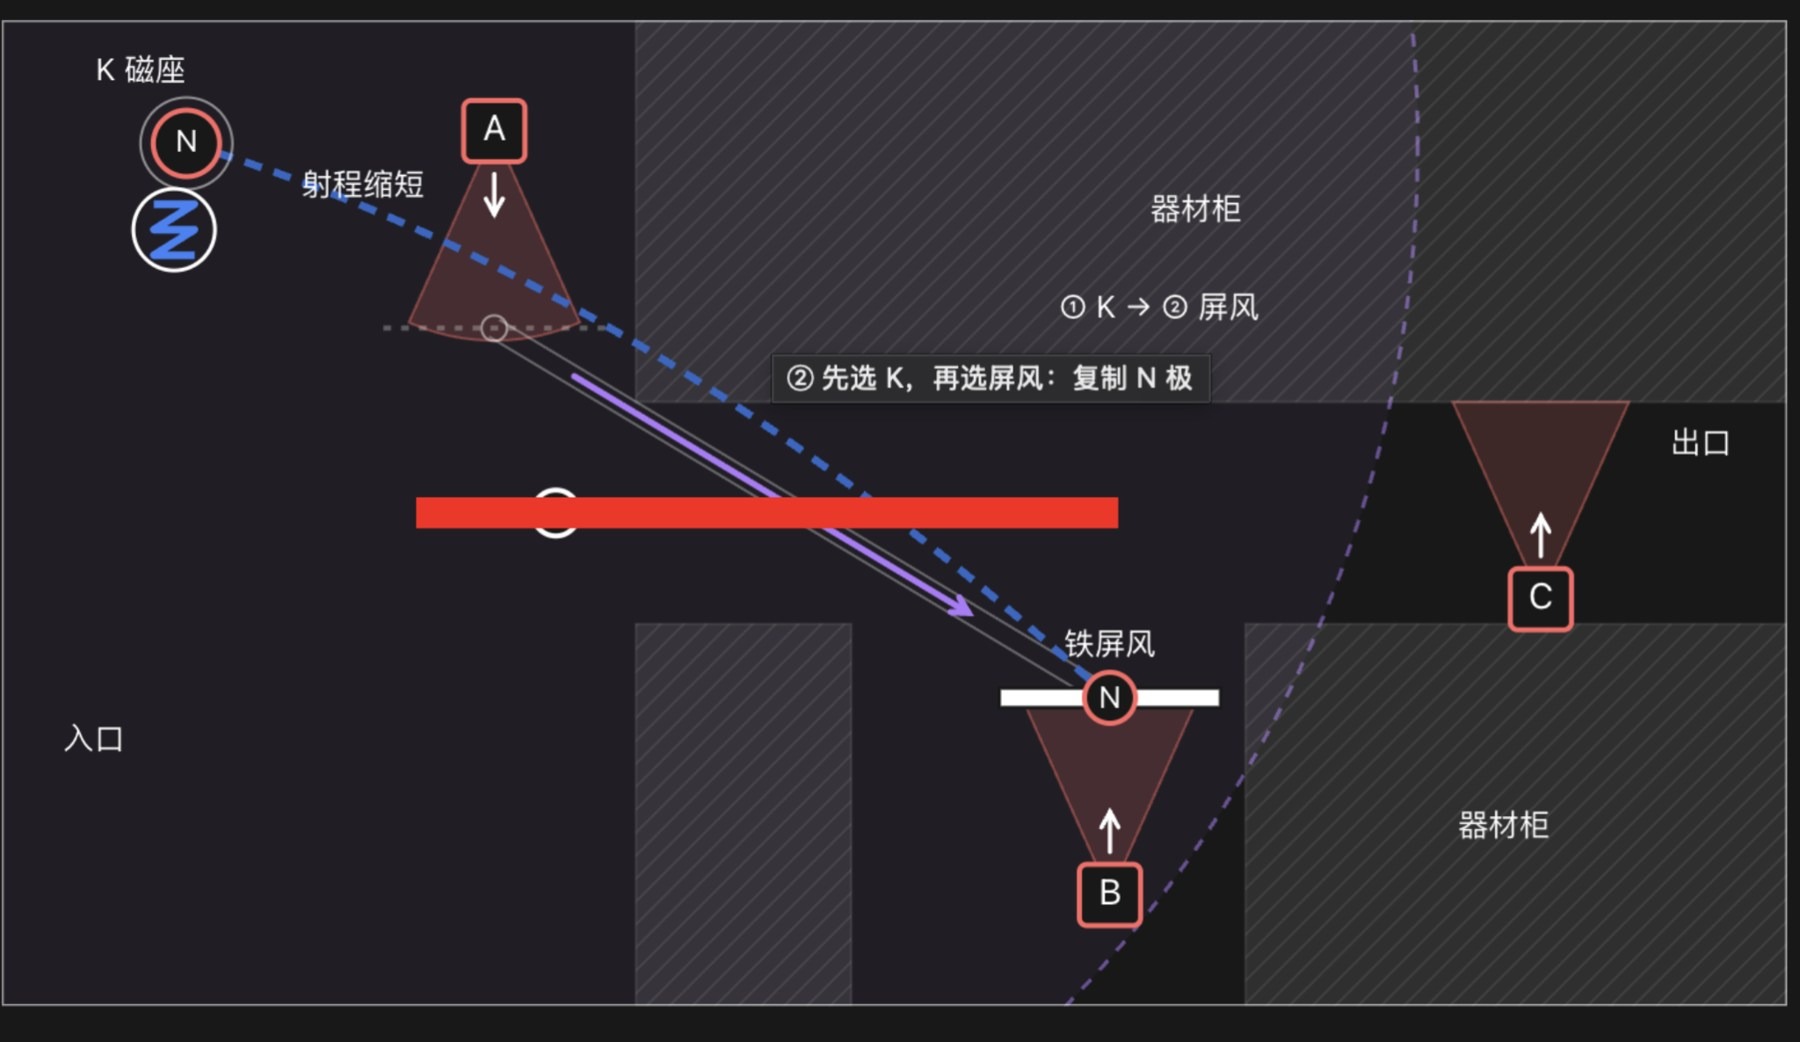 K 磁座
N
A
射程缩短
器材柜
① K → ② 屏风
② 先选 K，再选屏风：复制 N 极
出口
C
铁屏风
N
入口
器材柜
B